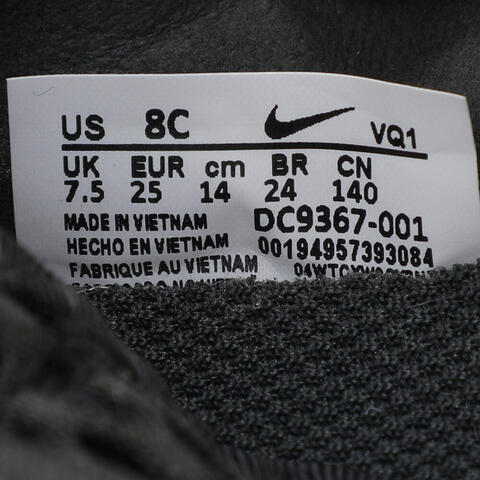 US 8C VQ1
UK EUR cm BR CN
7.5 25 14 24 140
MADE IN VIETNAM DC9367-001
HECHO EN VIETNAM 00194957393084
FABRIQUE AU VIETNAM